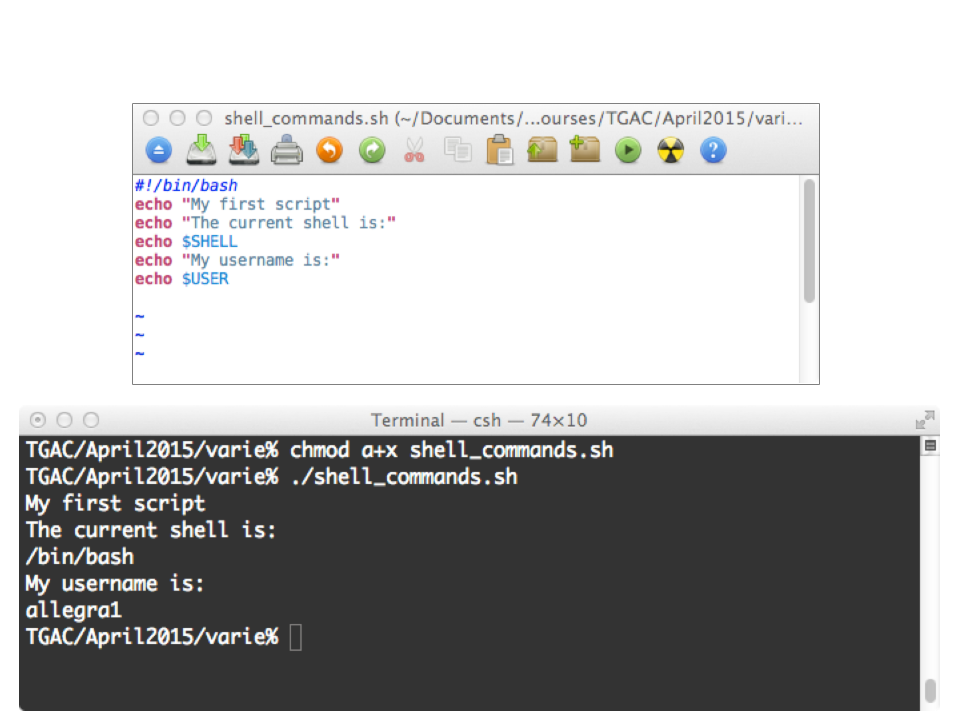 shell_commands.sh (~/Documents/...ourses/TGAC/April2015/vari...
#!/bin/bash
echo "My first script"
echo "The current shell is:"
echo $SHELL
echo "My username is:"
echo $USER
~
~
~
Terminal — csh — 74×10
TGAC/April2015/varie% chmod a+x shell_commands.sh
TGAC/April2015/varie% ./shell_commands.sh
My first script
The current shell is:
/bin/bash
My username is:
allegra1
TGAC/April2015/varie%